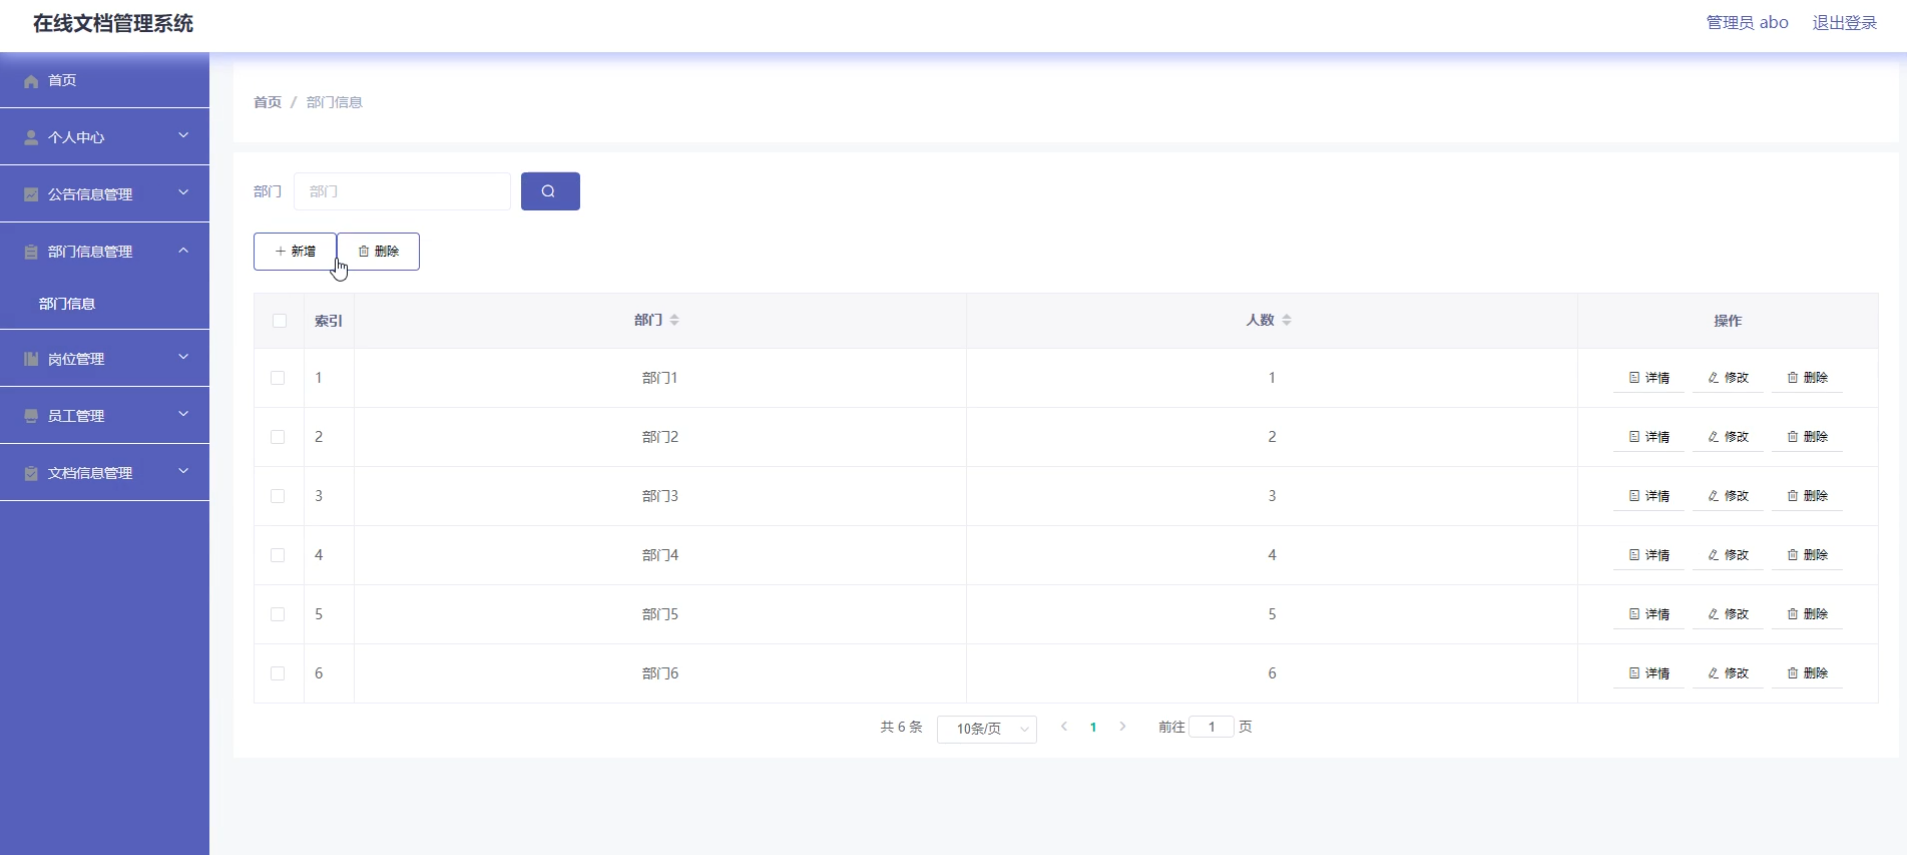 在线文档管理系统
管理员 abo 退出登录
首页
个人中心
公告信息管理
部门信息管理
部门信息
岗位管理
员工管理
文档信息管理
首页 / 部门信息
部门 部门
新增 删除
索引 部门 人数 操作
1 部门1 1 详情 修改 删除
2 部门2 2 详情 修改 删除
3 部门3 3 详情 修改 删除
4 部门4 4 详情 修改 删除
5 部门5 5 详情 修改 删除
6 部门6 6 详情 修改 删除
共 6 条 10条/页 1 前往 1 页